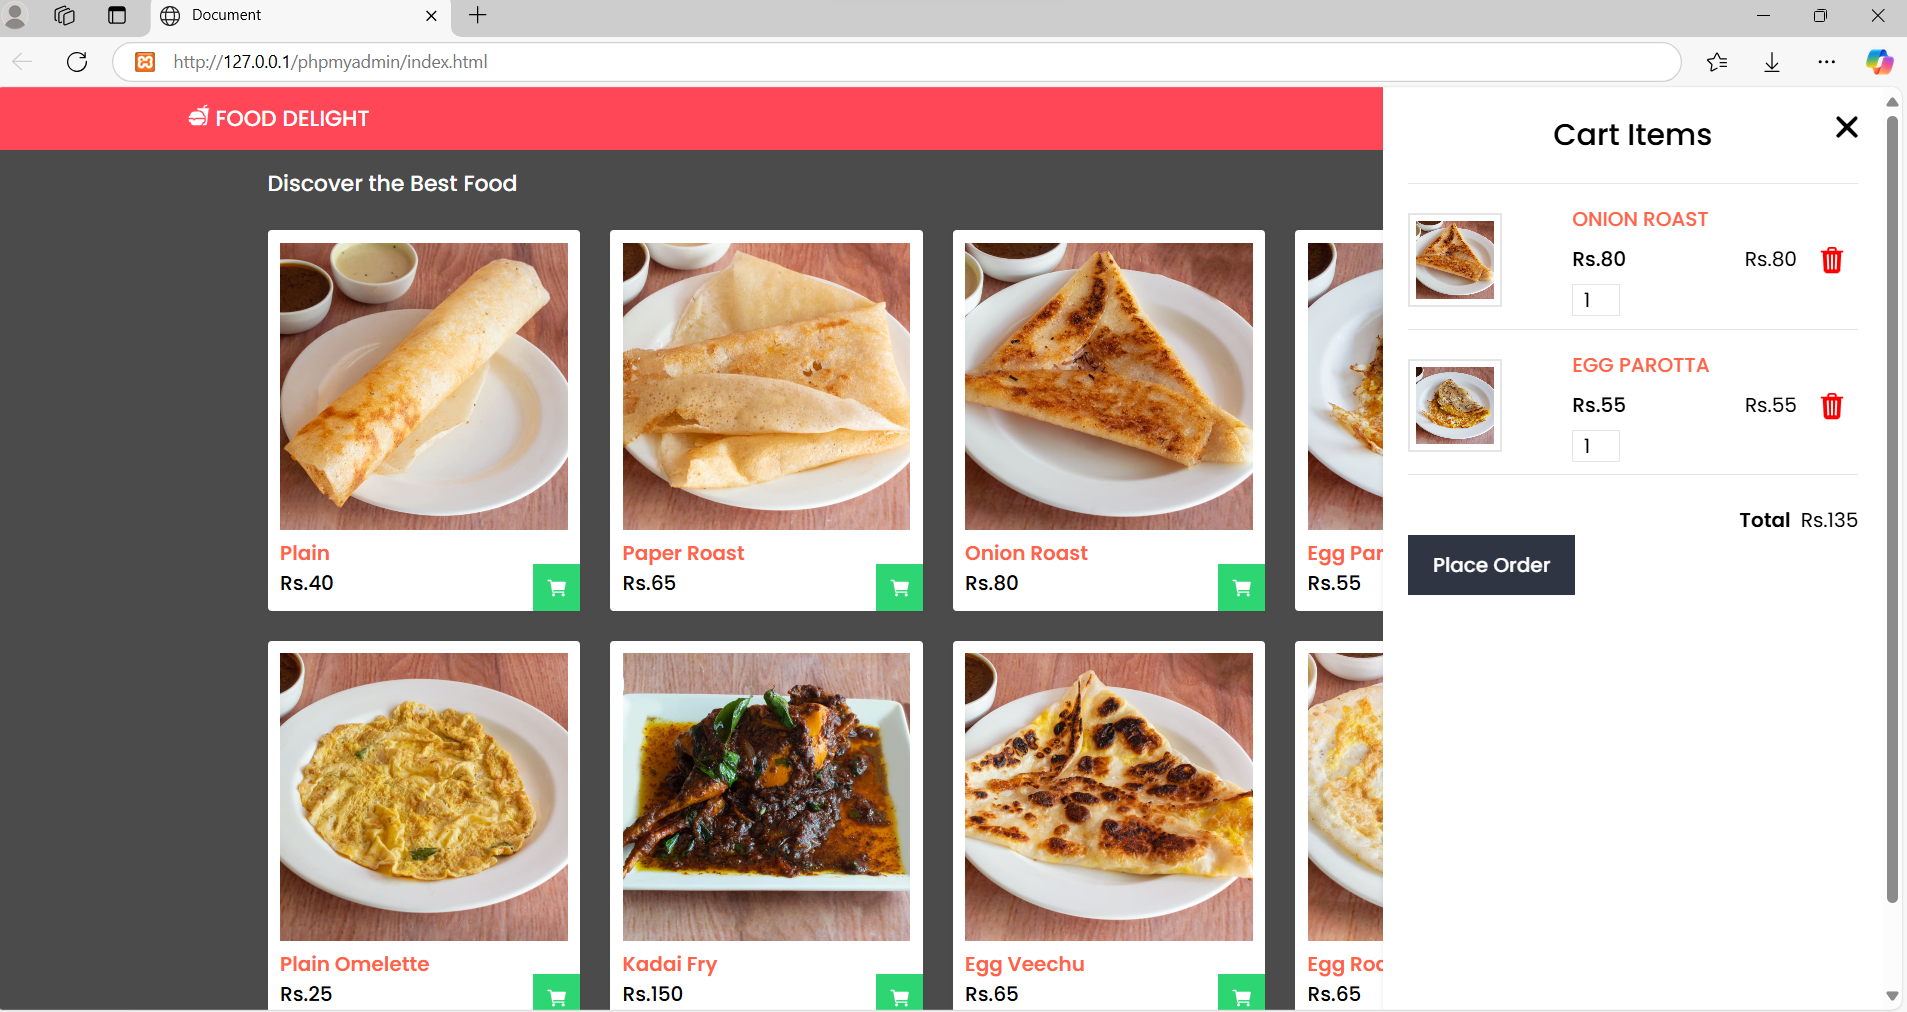 Document
http://127.0.0.1/phpmyadmin/index.html
FOOD DELIGHT
Discover the Best Food
Plain
Rs.40
Paper Roast
Rs.65
Onion Roast
Rs.80
Egg Par
Rs.55
Plain Omelette
Rs.25
Kadai Fry
Rs.150
Egg Veechu
Rs.65
Egg Roa
Rs.65
Cart Items
ONION ROAST
Rs.80 Rs.80
1
EGG PAROTTA
Rs.55 Rs.55
1
Total Rs.135
Place Order